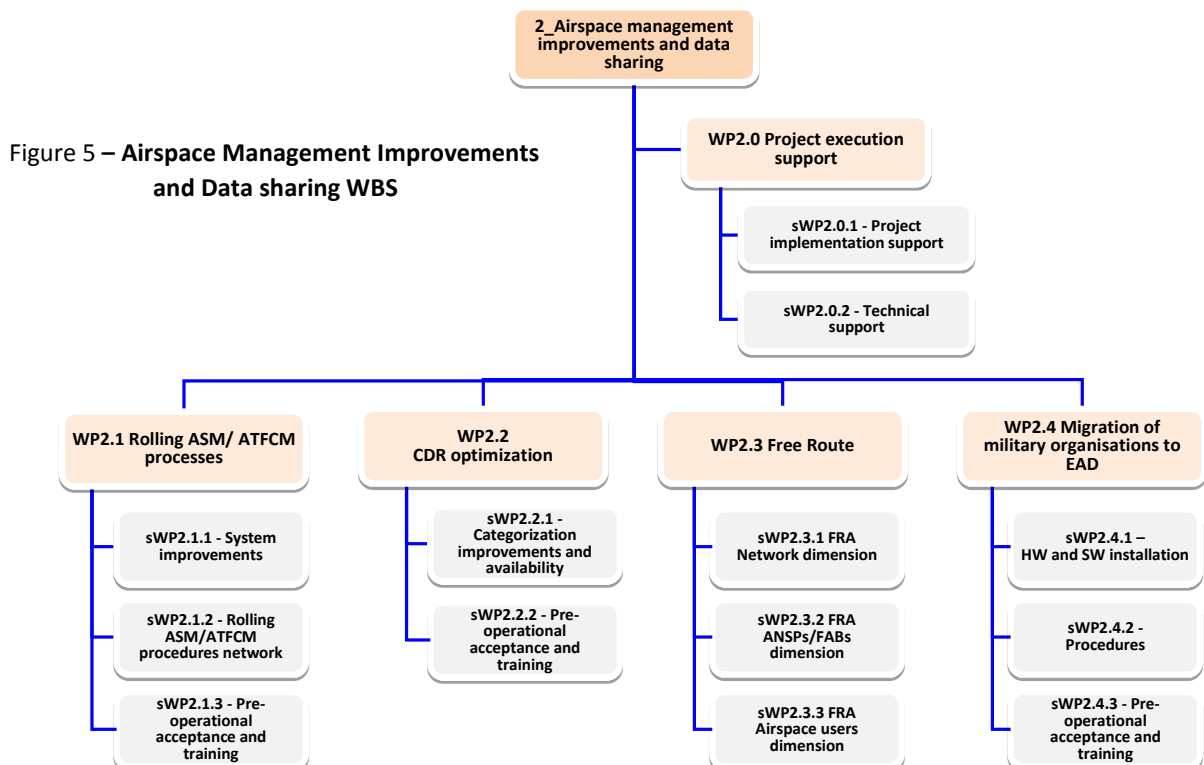 2_Airspace management
improvements and data
sharing
Figure 5 – Airspace Management Improvements
and Data sharing WBS
WP2.0 Project execution
support
sWP2.0.1 - Project
implementation support
sWP2.0.2 - Technical
support
WP2.1 Rolling ASM/ ATFCM
processes
sWP2.1.1 - System
improvements
sWP2.1.2 - Rolling
ASM/ATFCM
procedures network
sWP2.1.3 - Pre-
operational
acceptance and
training
WP2.2
CDR optimization
sWP2.2.1 -
Categorization
improvements and
availability
sWP2.2.2 - Pre-
operational
acceptance and
training
WP2.3 Free Route
sWP2.3.1 FRA
Network dimension
sWP2.3.2 FRA
ANSPs/FABs
dimension
sWP2.3.3 FRA
Airspace users
dimension
WP2.4 Migration of
military organisations to
EAD
sWP2.4.1 –
HW and SW installation
sWP2.4.2 -
Procedures
sWP2.4.3 - Pre-
operational
acceptance and
training